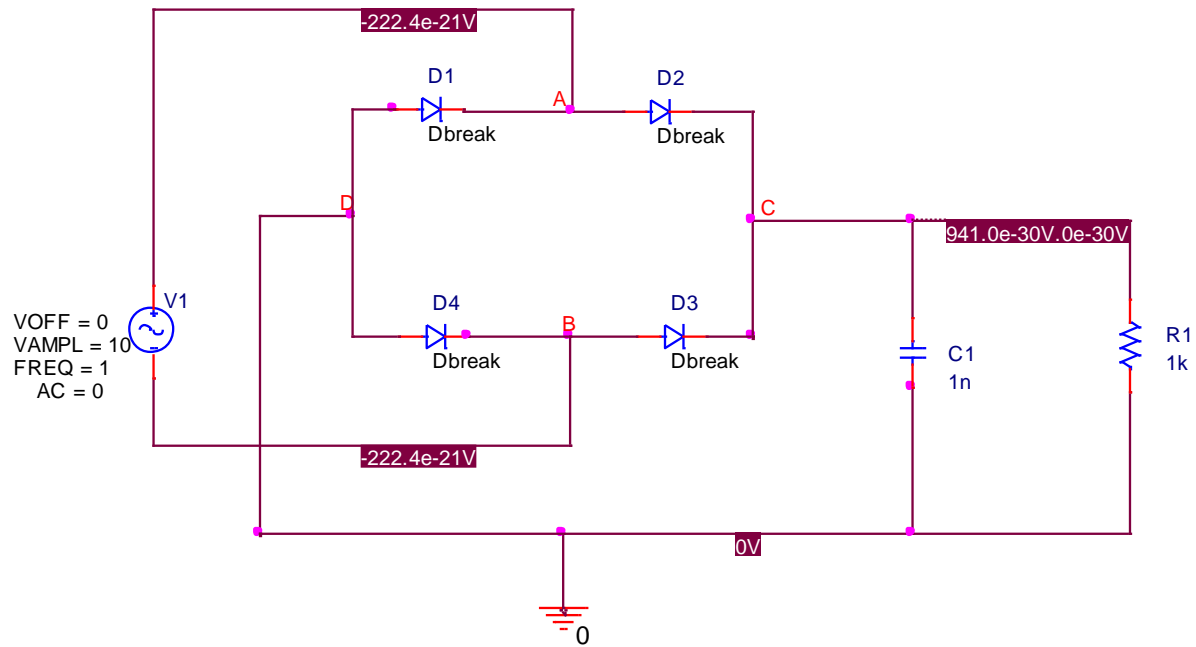 -222.4e-21V
D1
Dbreak
A
D2
Dbreak
D
C
941.0e-30V.0e-30V
V1
VOFF = 0
VAMPL = 10
FREQ = 1
AC = 0
D4
Dbreak
B
D3
Dbreak
C1
1n
R1
1k
-222.4e-21V
0V
0